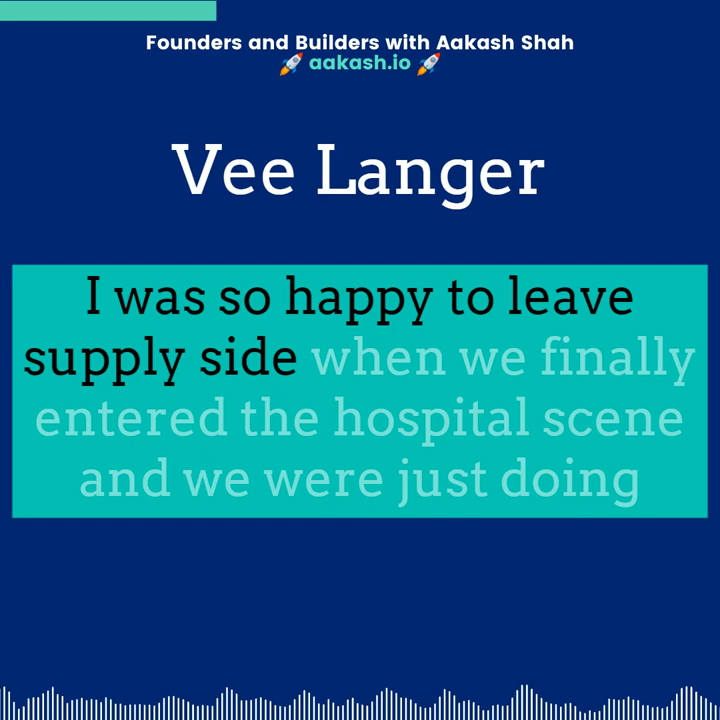 Founders and Builders with Aakash Shah
🚀 aakash.io 🚀
Vee Langer
I was so happy to leave
supply side when we finally
entered the hospital scene
and we were just doing